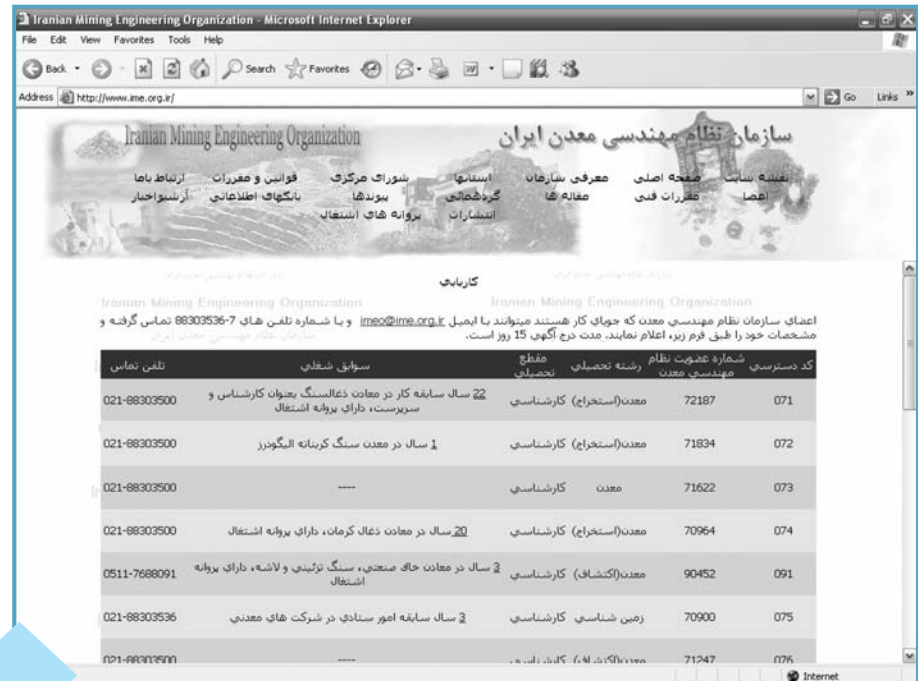 Iranian Mining Engineering Organization - Microsoft Internet Explorer
File Edit View Favorites Tools Help
Back Search Favorites
Address http://www.ime.org.ir/ Go Links »
Iranian Mining Engineering Organization
سازمان نظام مهندسی معدن ایران
نقشه سایت صفحه اصلی معرفی سازمان استانها شورای مرکزی قوانین و مقررات ارتباط باما
اعضا مقررات فنی مقاله ها گردهمائی پیوندها بانکهای اطلاعاتی آرشیواخبار
انتشارات پروانه های اشتغال
کاریابی
Iranian Mining Engineering Organization Iranian Mining Engineering Organization
اعضای سازمان نظام مهندسی معدن که جویای کار هستند میتوانند با ایمیل imeo@ime.org.ir و یا شماره تلفن های 7-88303536 تماس گرفته و
مشخصات خود را طبق فرم زیر، اعلام نمایند. مدت درج آگهی 15 روز است.
کد دسترسی شماره عضویت نظام مهندسی معدن رشته تحصیلی مقطع تحصیلی سوابق شغلی تلفن تماس
071 72187 معدن(استخراج) کارشناسی 22 سال سابقه کار در معادن ذغالسنگ بعنوان کارشناس و 021-88303500
سرپرست، دارای پروانه اشتغال
072 71834 معدن(استخراج) کارشناسی 1 سال در معدن سنگ کربناته الیگودرز 021-88303500
073 71622 معدن کارشناسی ---- 021-88303500
074 70964 معدن(استخراج) کارشناسی 20 سال در معادن ذغال کرمان، دارای پروانه اشتغال 021-88303500
091 90452 معدن(اکتشاف) کارشناسی 3 سال در معادن خاک صنعتی، سنگ تزئینی و لاشه، دارای پروانه 0511-7688091
اشتغال
075 70900 زمین شناسی کارشناسی 3 سال سابقه امور ستادی در شرکت های معدنی 021-88303536
076 71247 معدن(اکتشاف) کارشناسی ---- 021-88303500
Internet